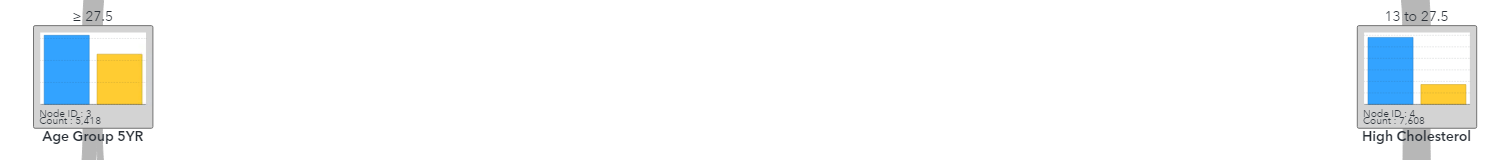 ≥ 27.5
Node ID : 3
Count : 5,418
Age Group 5YR
13 to 27.5
Node ID : 4
Count : 7,608
High Cholesterol